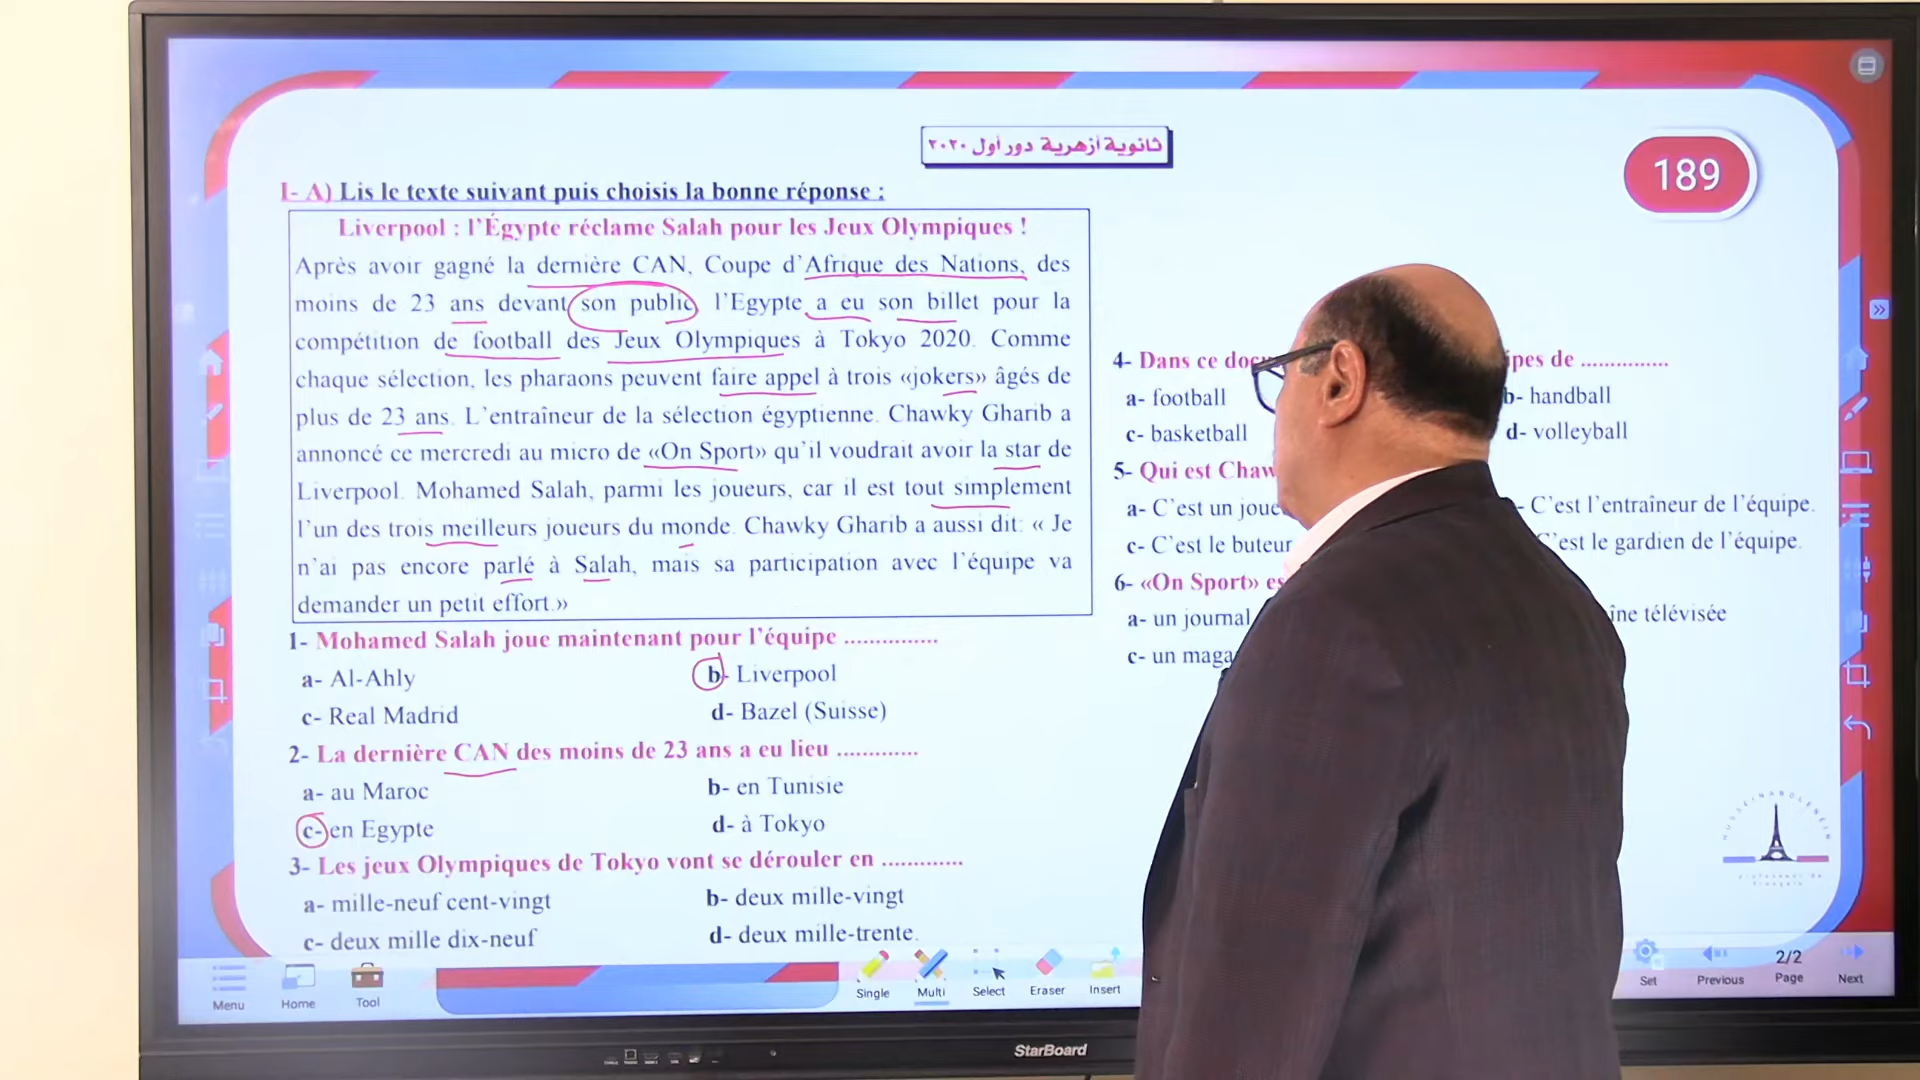 ثانوية أزهرية دور أول ٢٠٢٠
189
I- A) Lis le texte suivant puis choisis la bonne réponse :
Liverpool : l'Égypte réclame Salah pour les Jeux Olympiques !
Après avoir gagné la dernière CAN, Coupe d'Afrique des Nations, des
moins de 23 ans devant son public, l'Egypte a eu son billet pour la
compétition de football des Jeux Olympiques à Tokyo 2020. Comme
chaque sélection, les pharaons peuvent faire appel à trois «jokers» âgés de
plus de 23 ans. L'entraîneur de la sélection égyptienne. Chawky Gharib a
annoncé ce mercredi au micro de «On Sport» qu'il voudrait avoir la star de
Liverpool. Mohamed Salah, parmi les joueurs, car il est tout simplement
l'un des trois meilleurs joueurs du monde. Chawky Gharib a aussi dit: « Je
n'ai pas encore parlé à Salah, mais sa participation avec l'équipe va
demander un petit effort.»
1- Mohamed Salah joue maintenant pour l'équipe ...............
a- Al-Ahly
b- Liverpool
c- Real Madrid
d- Bazel (Suisse)
2- La dernière CAN des moins de 23 ans a eu lieu .............
a- au Maroc
b- en Tunisie
c- en Egypte
d- à Tokyo
3- Les jeux Olympiques de Tokyo vont se dérouler en .............
a- mille-neuf cent-vingt
b- deux mille-vingt
c- deux mille dix-neuf
d- deux mille-trente.
4- Dans ce ...............
a- football
b- handball
c- basketball
d- volleyball
5- Qui est
a- C'est un
C'est l'entraîneur de l'équipe.
c- C'est le buteur
C'est le gardien de l'équipe.
6- «On Sport»
a- un journal
télévisée
c- un
Menu
Home
Tool
Single
Multi
Select
Eraser
Insert
Set
Previous
2/2
Page
Next
StarBoard